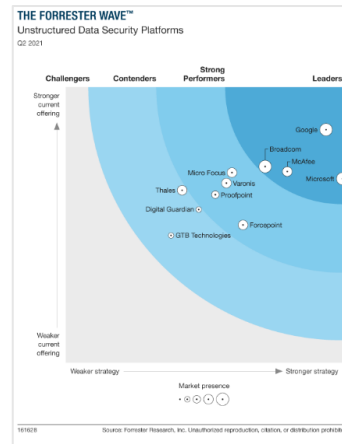 THE FORRESTER WAVE™
Unstructured Data Security Platforms
Q2 2021
Challengers
Contenders
Strong
Performers
Leaders
Stronger
current
offering
Google
Broadcom
McAfee
Microsoft
Micro Focus
Varonis
Thales
Proofpoint
Digital Guardian
Forcepoint
GTB Technologies
Weaker
current
offering
Weaker strategy
Stronger strategy
Market presence
161628
Source: Forrester Research, Inc. Unauthorized reproduction, citation, or distribution prohibite